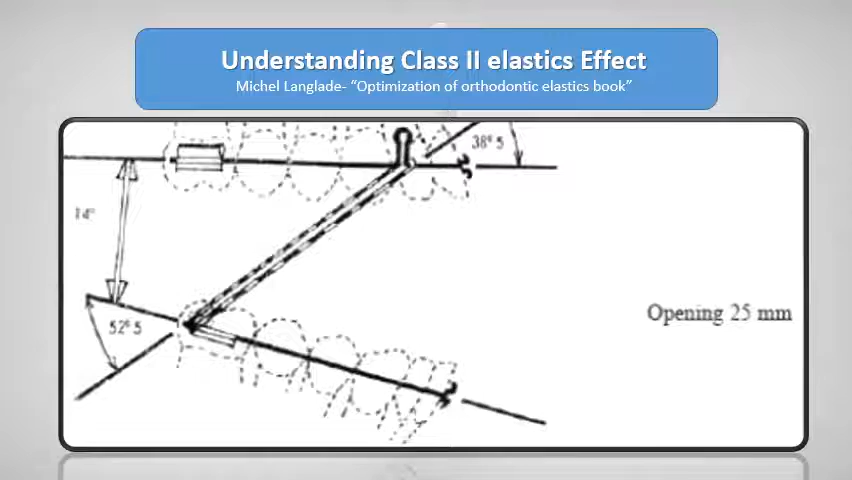 Understanding Class II elastics Effect
Michel Langlade- “Optimization of orthodontic elastics book”
38° 5
14°
52° 5
Opening 25 mm